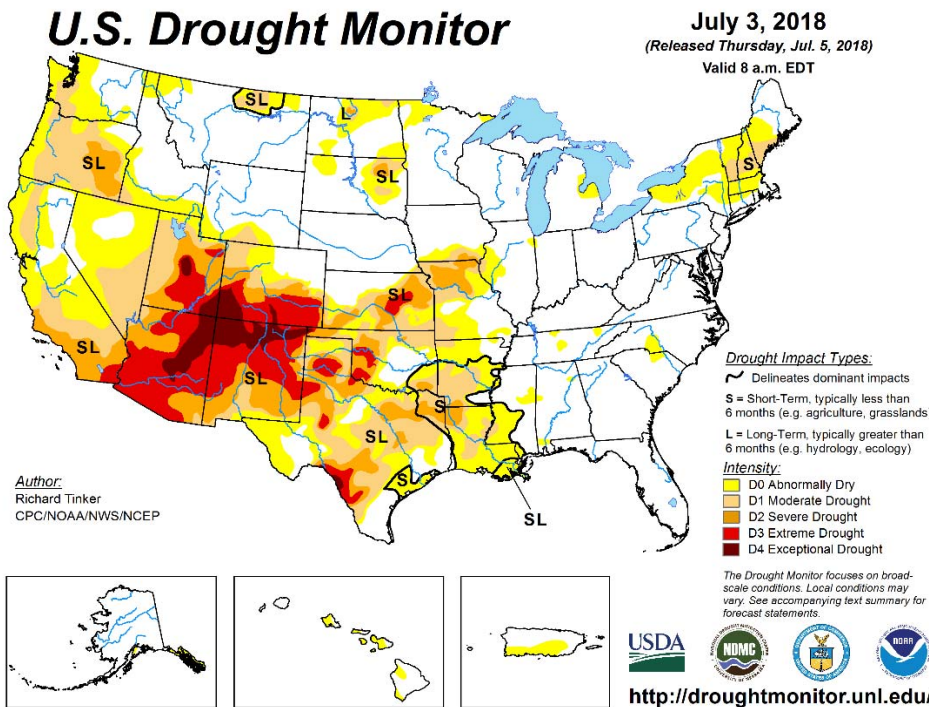 U.S. Drought Monitor
July 3, 2018
(Released Thursday, Jul. 5, 2018)
Valid 8 a.m. EDT
SL
L
SL
S
SL
SL
SL
S
SL
S
SL
Author:
Richard Tinker
CPC/NOAA/NWS/NCEP
Drought Impact Types:
Delineates dominant impacts
S = Short-Term, typically less than
6 months (e.g. agriculture, grasslands
L = Long-Term, typically greater than
6 months (e.g. hydrology, ecology)
Intensity:
D0 Abnormally Dry
D1 Moderate Drought
D2 Severe Drought
D3 Extreme Drought
D4 Exceptional Drought
The Drought Monitor focuses on broad-
scale conditions. Local conditions may
vary. See accompanying text summary for
forecast statements.
USDA
NDMC
NOAA
http://droughtmonitor.unl.edu/